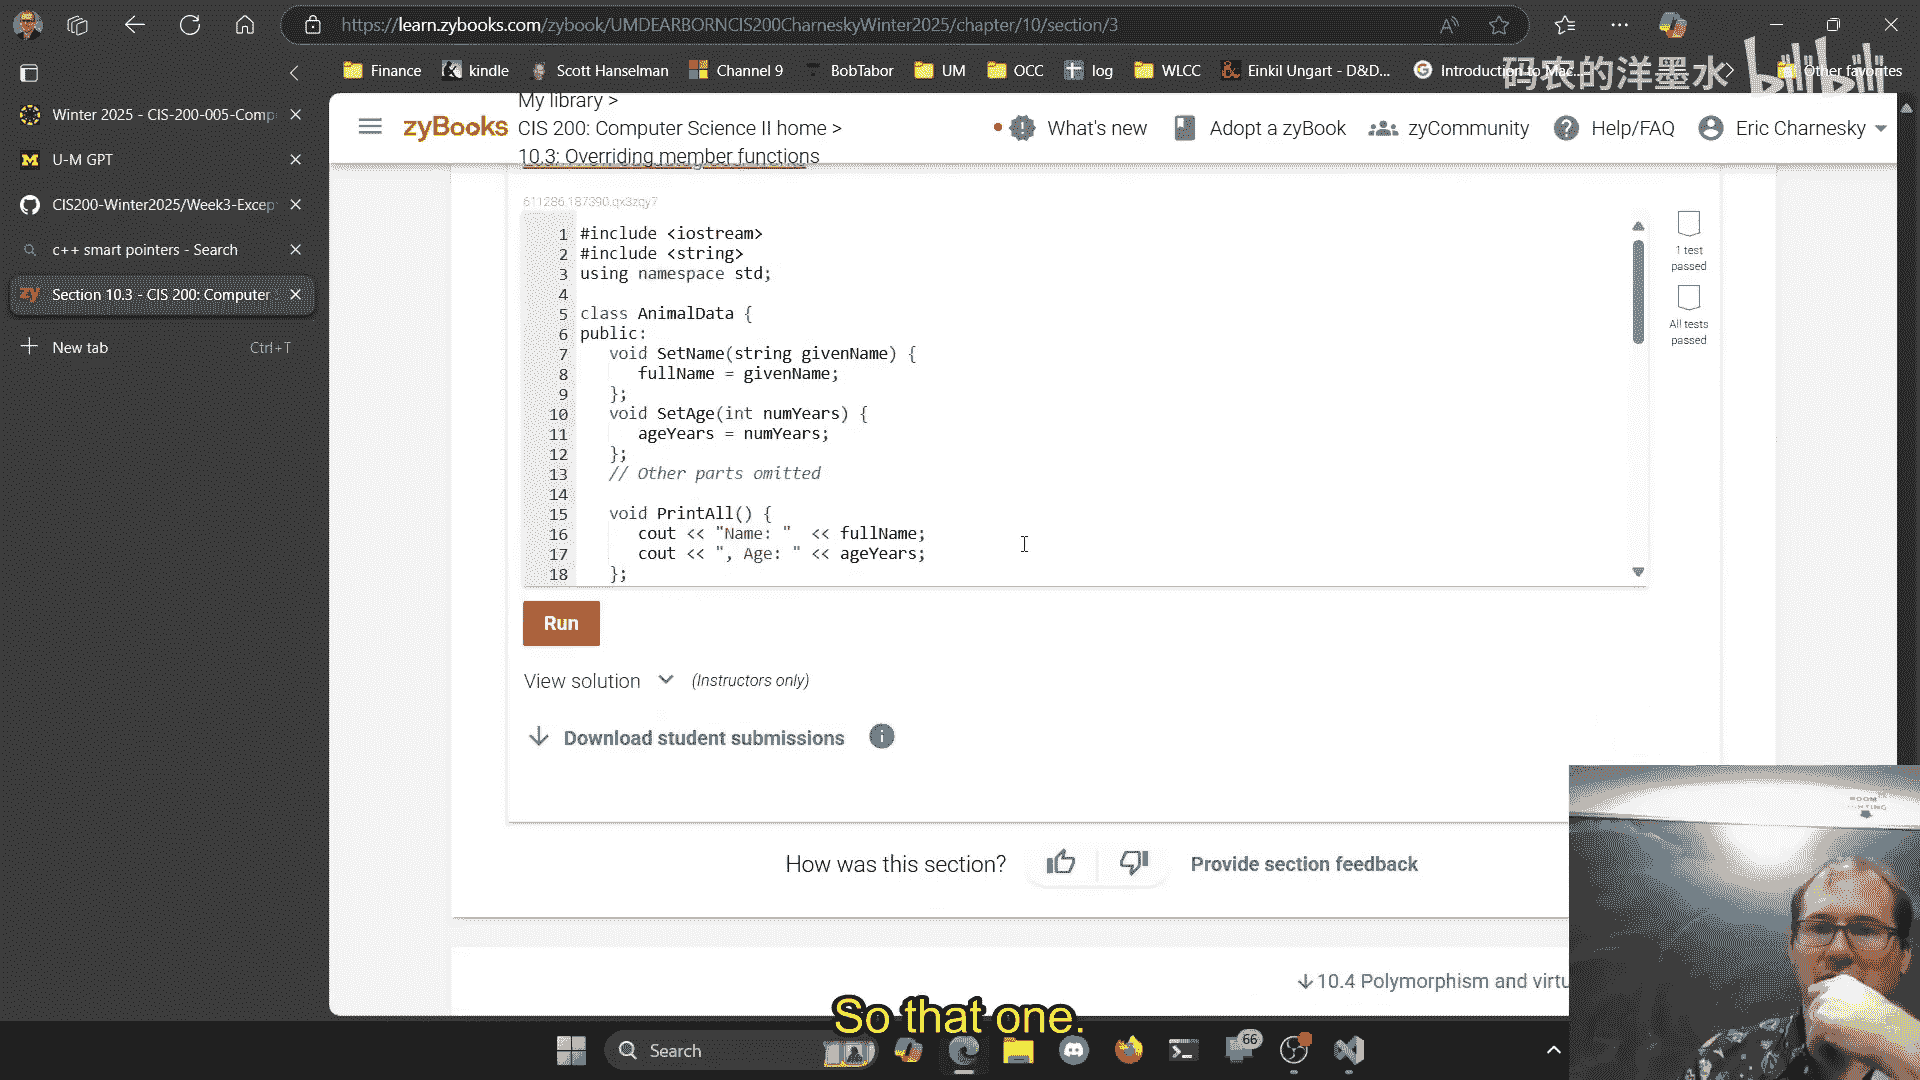 https://learn.zybooks.com/zybook/UMDEARBORNCIS200CharneskyWinter2025/chapter/10/section/3
Finance
kindle
Scott Hanselman
Channel 9
BobTabor
UM
OCC
log
WLCC
Einkil Ungart - D&D...
Introduction to Mac...
Other favorites
码农的洋墨水
bilibili
Winter 2025 - CIS-200-005-Comp
U-M GPT
CIS200-Winter2025/Week3-Excep
c++ smart pointers - Search
Section 10.3 - CIS 200: Computer
New tab
Ctrl+T
zyBooks
My library >
CIS 200: Computer Science II home >
10.3: Overriding member functions
What's new
Adopt a zyBook
zyCommunity
Help/FAQ
Eric Charnesky
611286.187390.qx3zqy7
1 #include <iostream>
2 #include <string>
3 using namespace std;
4
5 class AnimalData {
6 public:
7 void SetName(string givenName) {
8 fullName = givenName;
9 };
10 void SetAge(int numYears) {
11 ageYears = numYears;
12 };
13 // Other parts omitted
14
15 void PrintAll() {
16 cout << "Name: " << fullName;
17 cout << ", Age: " << ageYears;
18 };
1 test
passed
All tests
passed
Run
View solution
(Instructors only)
Download student submissions
How was this section?
Provide section feedback
10.4 Polymorphism and virtu
So that one.
Search
66